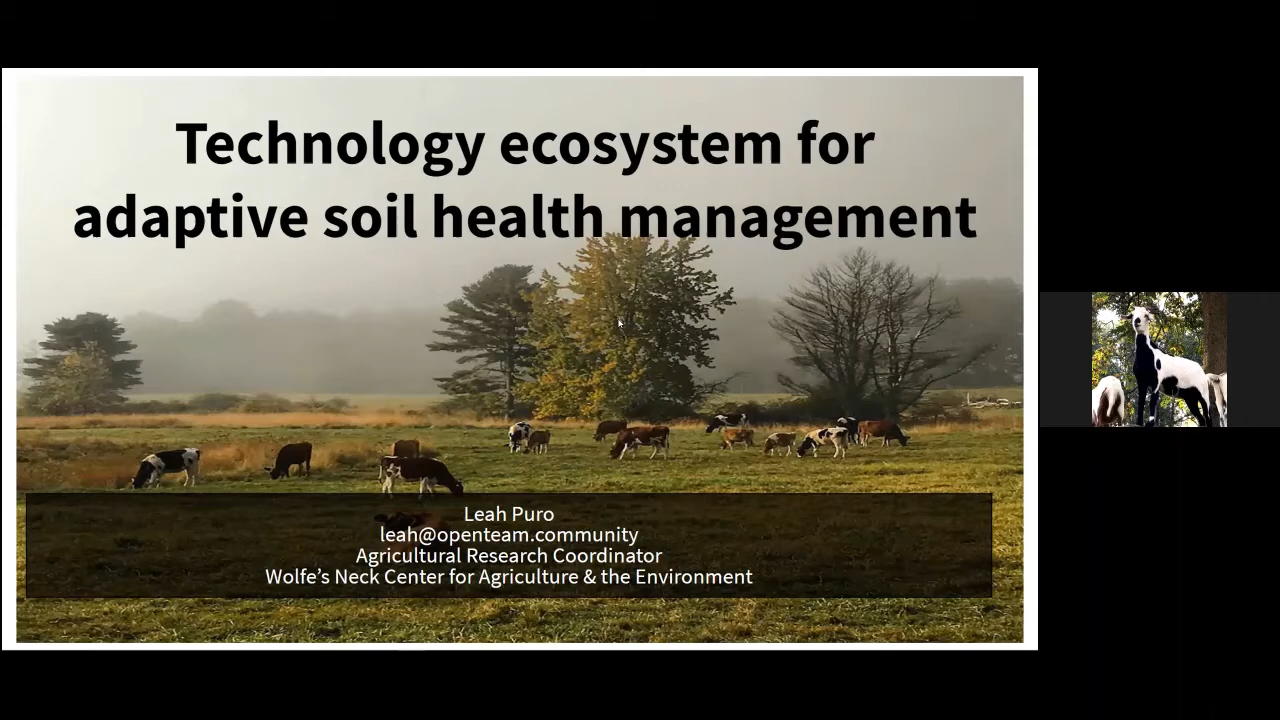 Technology ecosystem for
adaptive soil health management
Leah Puro
leah@openteam.community
Agricultural Research Coordinator
Wolfe’s Neck Center for Agriculture & the Environment